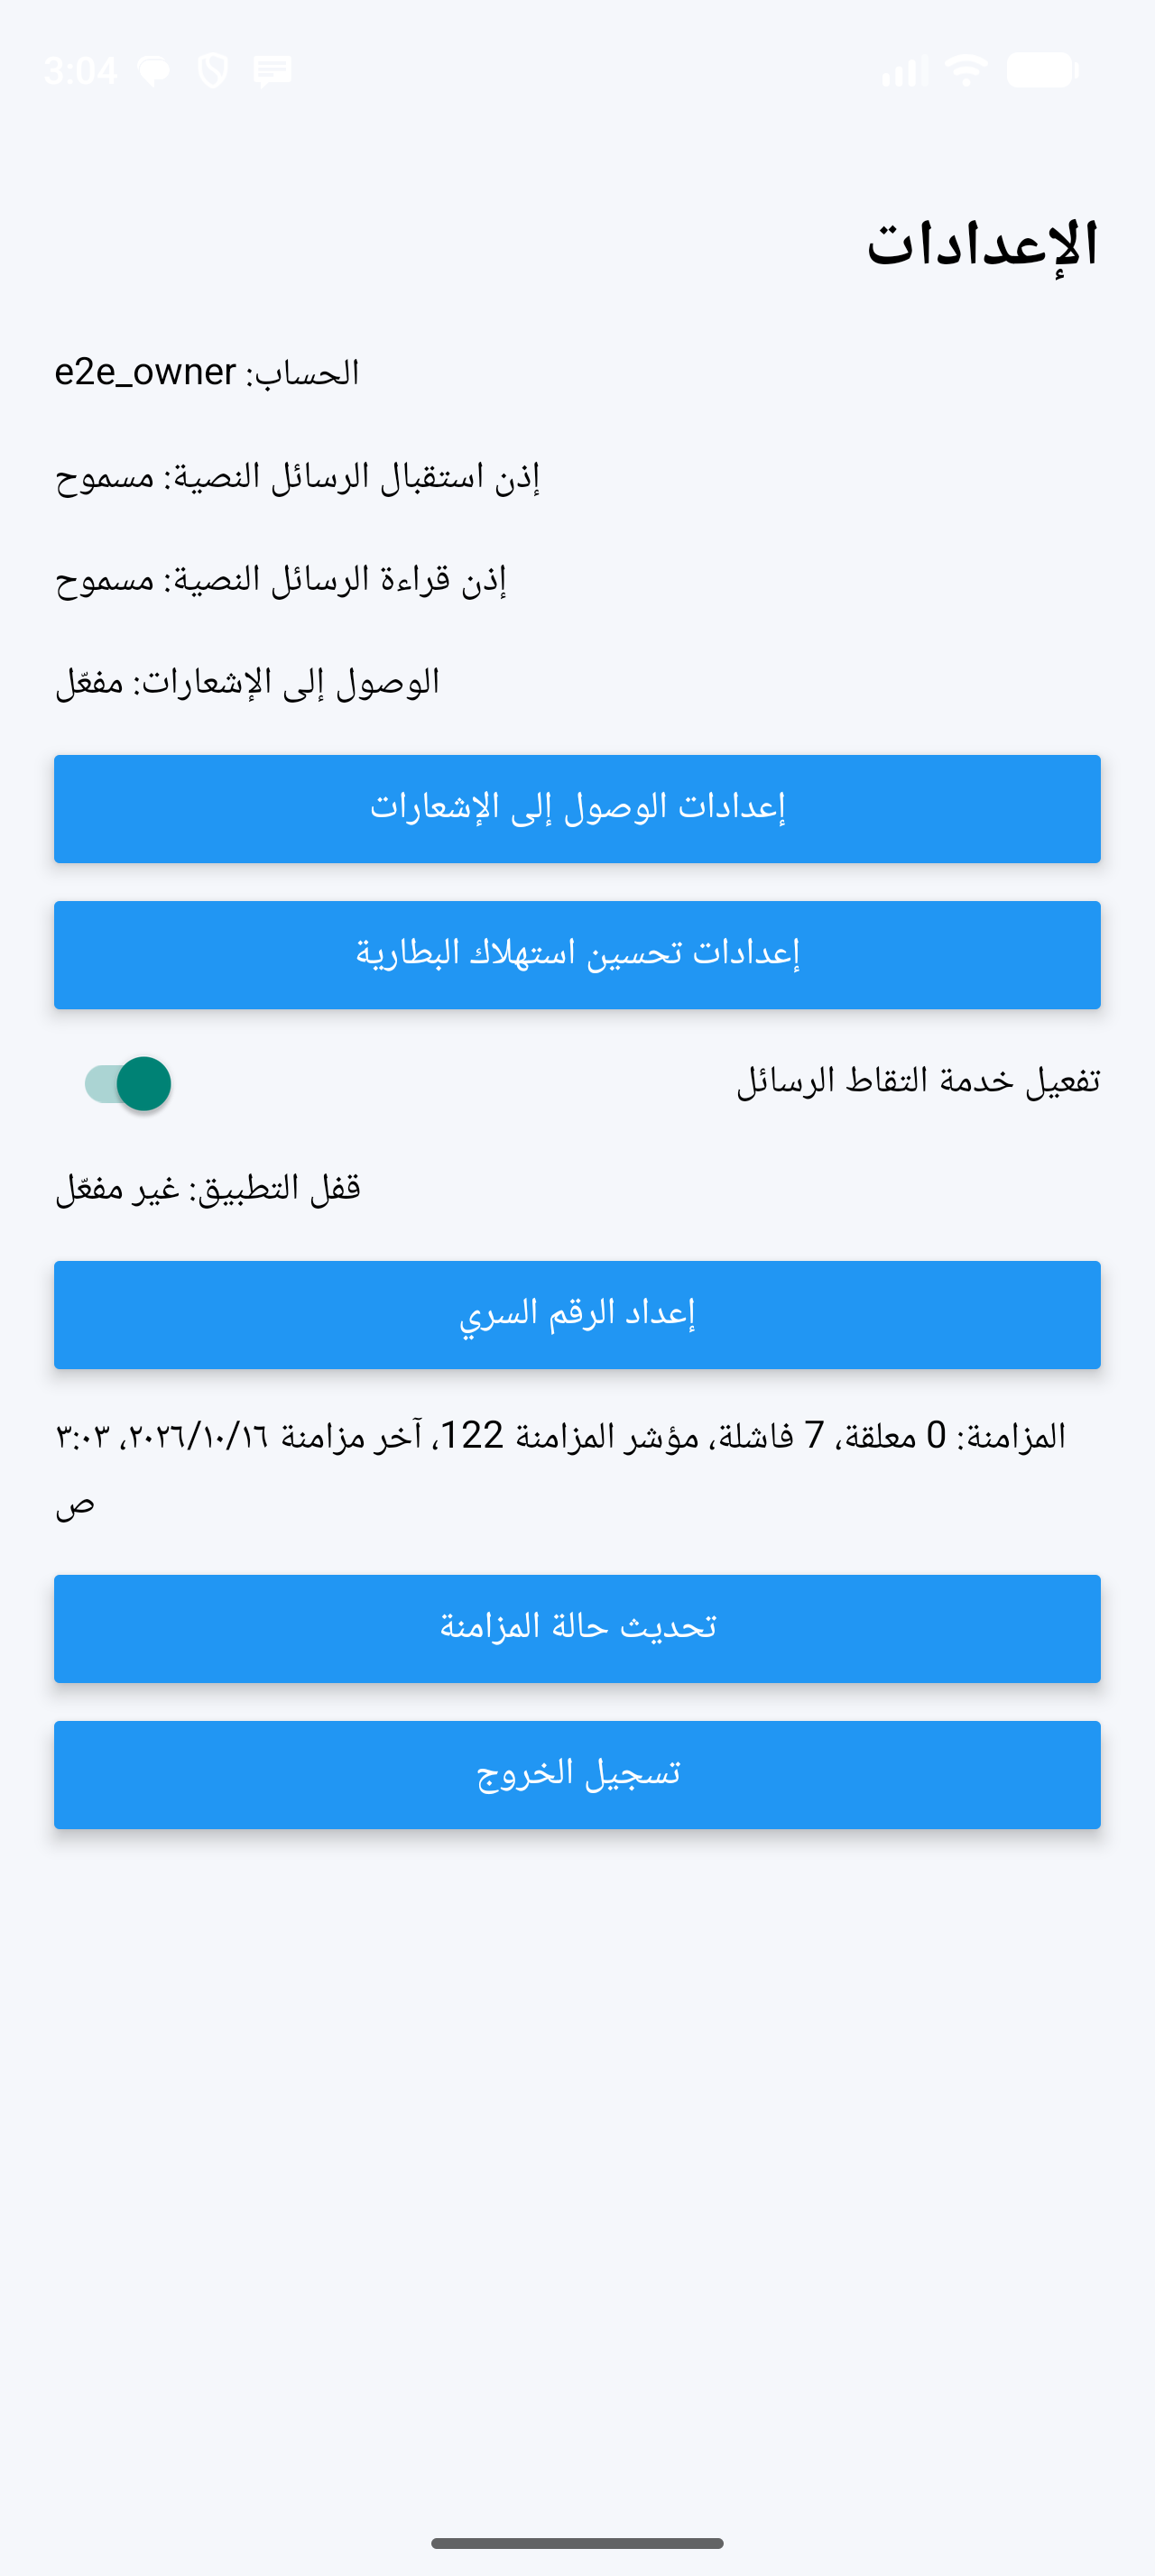 3:04
الإعدادات
الحساب: e2e_owner
إذن استقبال الرسائل النصية: مسموح
إذن قراءة الرسائل النصية: مسموح
الوصول إلى الإشعارات: مفعّل
إعدادات الوصول إلى الإشعارات
إعدادات تحسين استهلاك البطارية
تفعيل خدمة التقاط الرسائل
قفل التطبيق: غير مفعّل
إعداد الرقم السري
المزامنة: 0 معلقة، 7 فاشلة، مؤشر المزامنة 122، آخر مزامنة ١٦‏/١٠‏/٢٠٢٦، ٣:٠٣
ص
تحديث حالة المزامنة
تسجيل الخروج